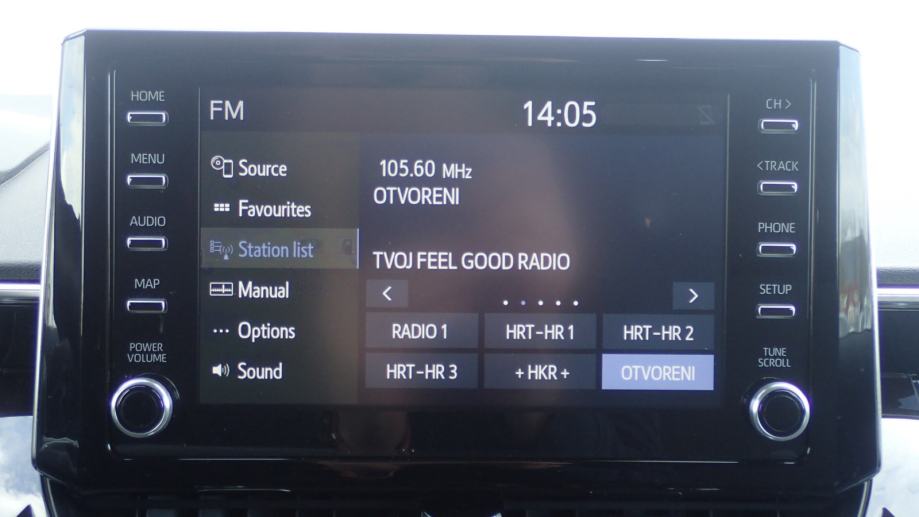 HOME
MENU
AUDIO
MAP
POWER
VOLUME
FM
14:05
Source
Favourites
Station list
Manual
Options
Sound
105.60 MHz
OTVORENI
TVOJ FEEL GOOD RADIO
< >
RADIO 1 HRT-HR 1 HRT-HR 2
HRT-HR 3 + HKR + OTVORENI
CH >
< TRACK
PHONE
SETUP
TUNE
SCROLL